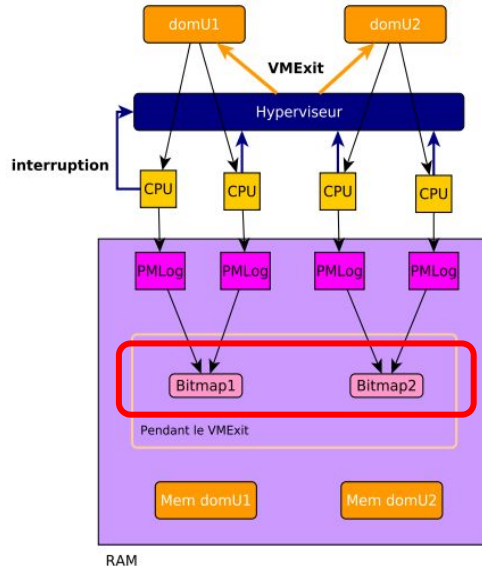 domU1
domU2
VMExit
Hyperviseur
interruption
CPU
CPU
CPU
CPU
PMLog
PMLog
PMLog
PMLog
Bitmap1
Bitmap2
Pendant le VMExit
Mem domU1
Mem domU2
RAM